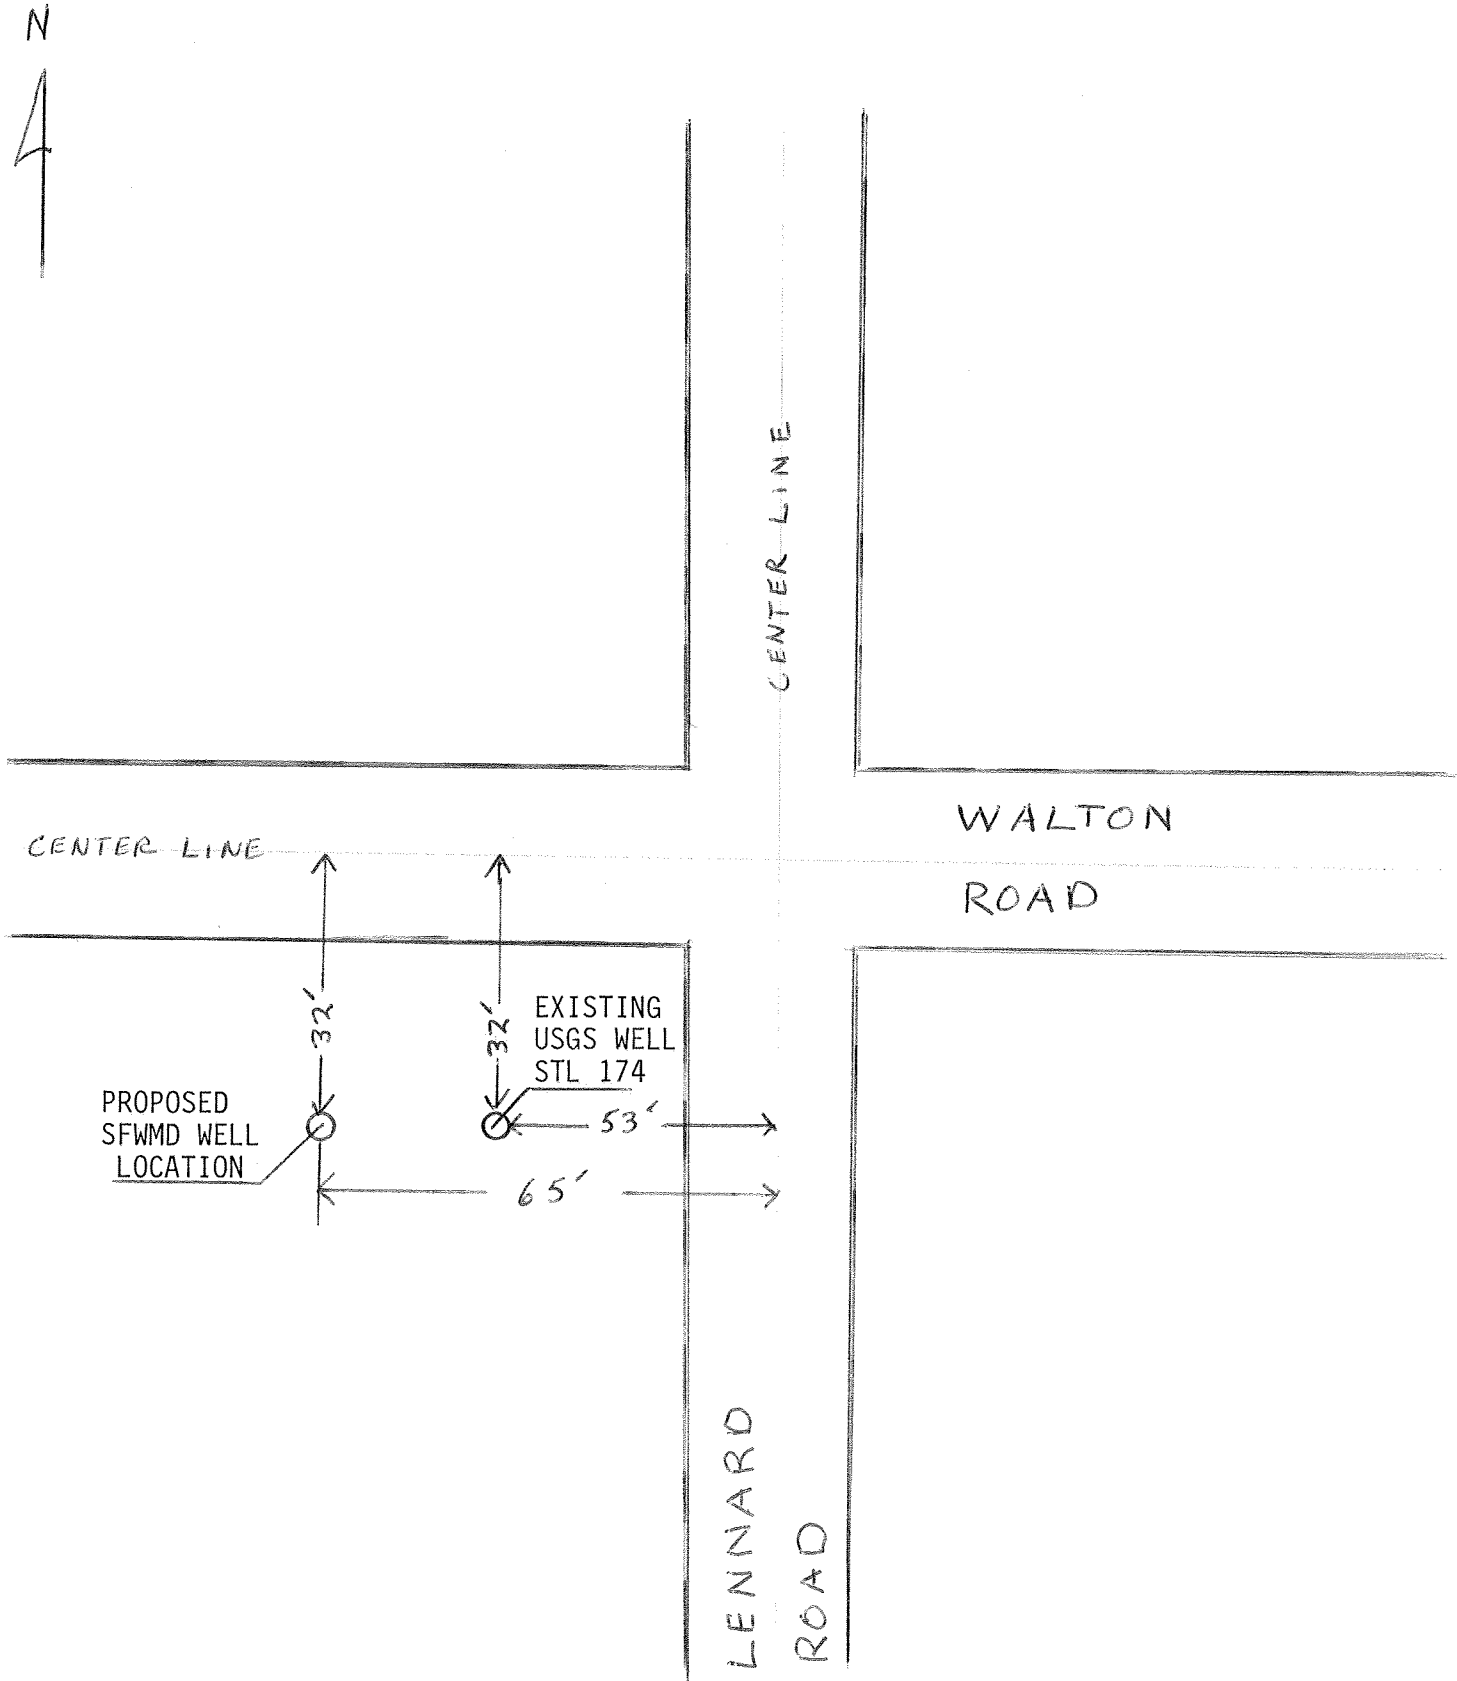 N
CENTER LINE
WALTON
CENTER LINE
ROAD
32'
32'
EXISTING
USGS WELL
STL 174
PROPOSED
SFWMD WELL
LOCATION
53'
65'
LENNARD
ROAD